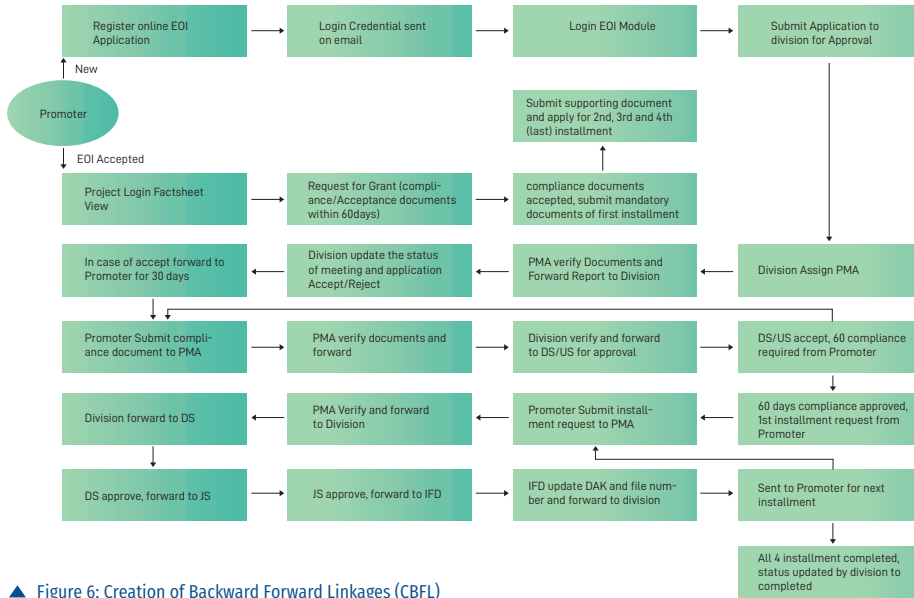 Register online EOI
Application
Login Credential sent
on email
Login EOI Module
Submit Application to
division for Approval
New
Promoter
Submit supporting document
and apply for 2nd, 3rd and 4th
(last) installment
EOI Accepted
Project Login Factsheet
View
Request for Grant (compli-
ance/Acceptance documents
within 60days)
compliance documents
accepted, submit mandatory
documents of first installment
In case of accept forward to
Promoter for 30 days
Division update the status
of meeting and application
Accept/Reject
PMA verify Documents and
Forward Report to Division
Division Assign PMA
Promoter Submit compli-
ance document to PMA
PMA verify documents and
forward
Division verify and forward
to DS/US for approval
DS/US accept, 60 compliance
required from Promoter
Division forward to DS
PMA Verify and forward
to Division
Promoter Submit install-
ment request to PMA
60 days compliance approved,
1st installment request from
Promoter
DS approve, forward to JS
JS approve, forward to IFD
IFD update DAK and file num-
ber and forward to division
Sent to Promoter for next
installment
All 4 installment completed,
status updated by division to
completed
Figure 6: Creation of Backward Forward Linkages (CBFL)